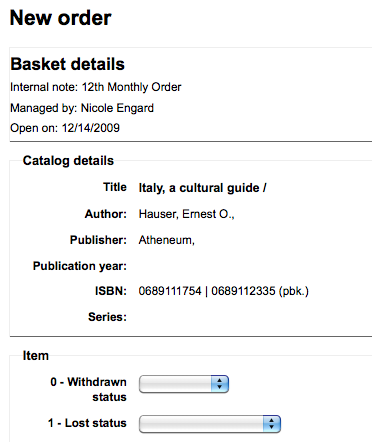 New order
Basket details
Internal note: 12th Monthly Order
Managed by: Nicole Engard
Open on: 12/14/2009
Catalog details
Title Italy, a cultural guide /
Author: Hauser, Ernest O.,
Publisher: Atheneum,
Publication year:
ISBN: 0689111754 | 0689112335 (pbk.)
Series:
Item
0 - Withdrawn
status
1 - Lost status